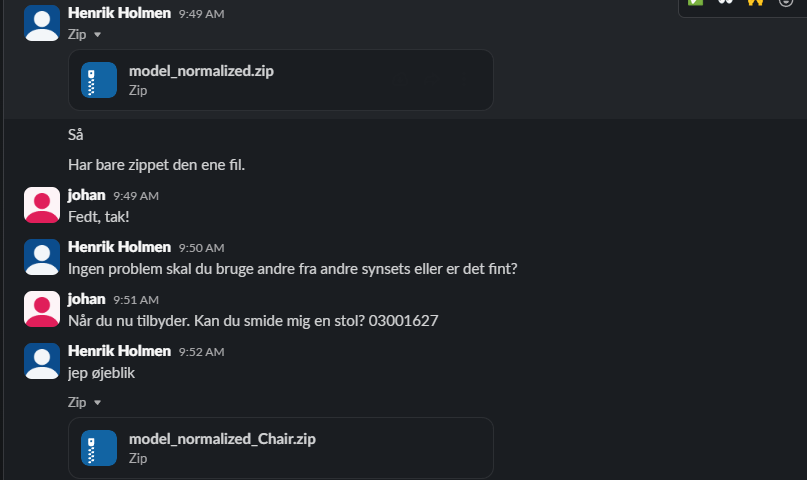 Henrik Holmen 9:49 AM
Zip
model_normalized.zip
Zip
Så
Har bare zippet den ene fil.
johan 9:49 AM
Fedt, tak!
Henrik Holmen 9:50 AM
Ingen problem skal du bruge andre fra andre synsets eller er det fint?
johan 9:51 AM
Når du nu tilbyder. Kan du smide mig en stol? 03001627
Henrik Holmen 9:52 AM
jep øjeblik
Zip
model_normalized_Chair.zip
Zip